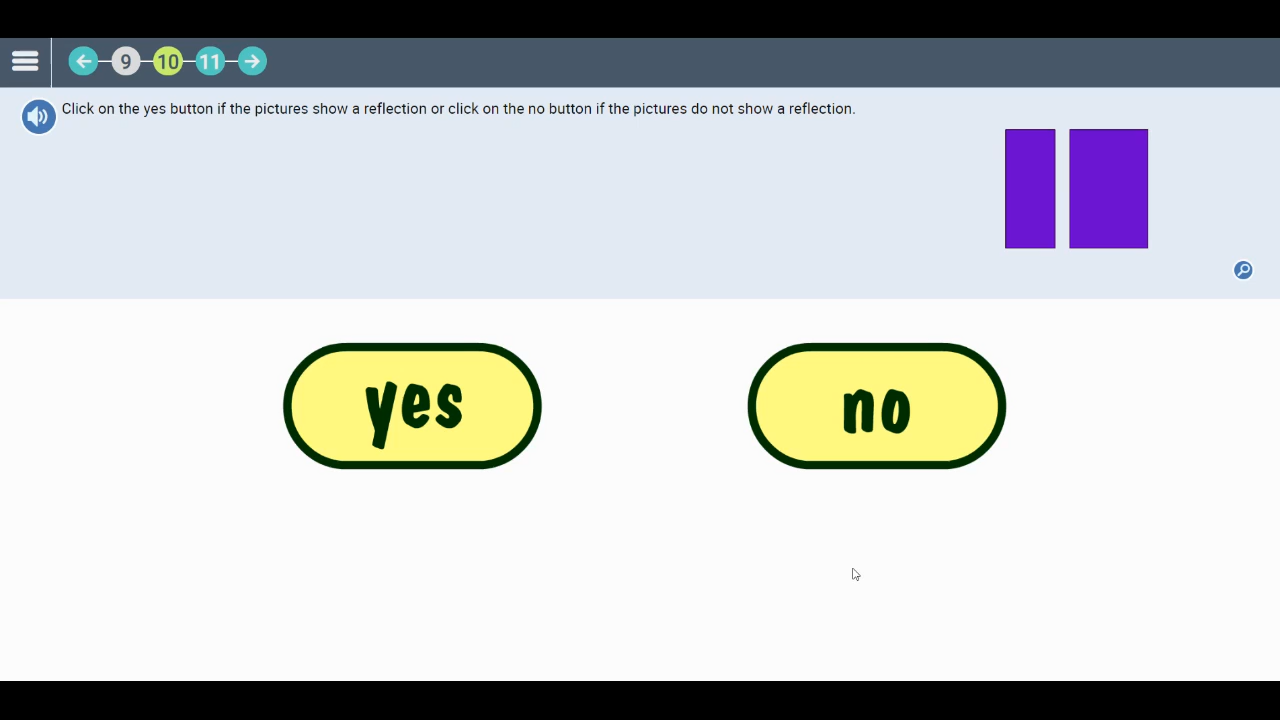 9 10 11
Click on the yes button if the pictures show a reflection or click on the no button if the pictures do not show a reflection.
yes no